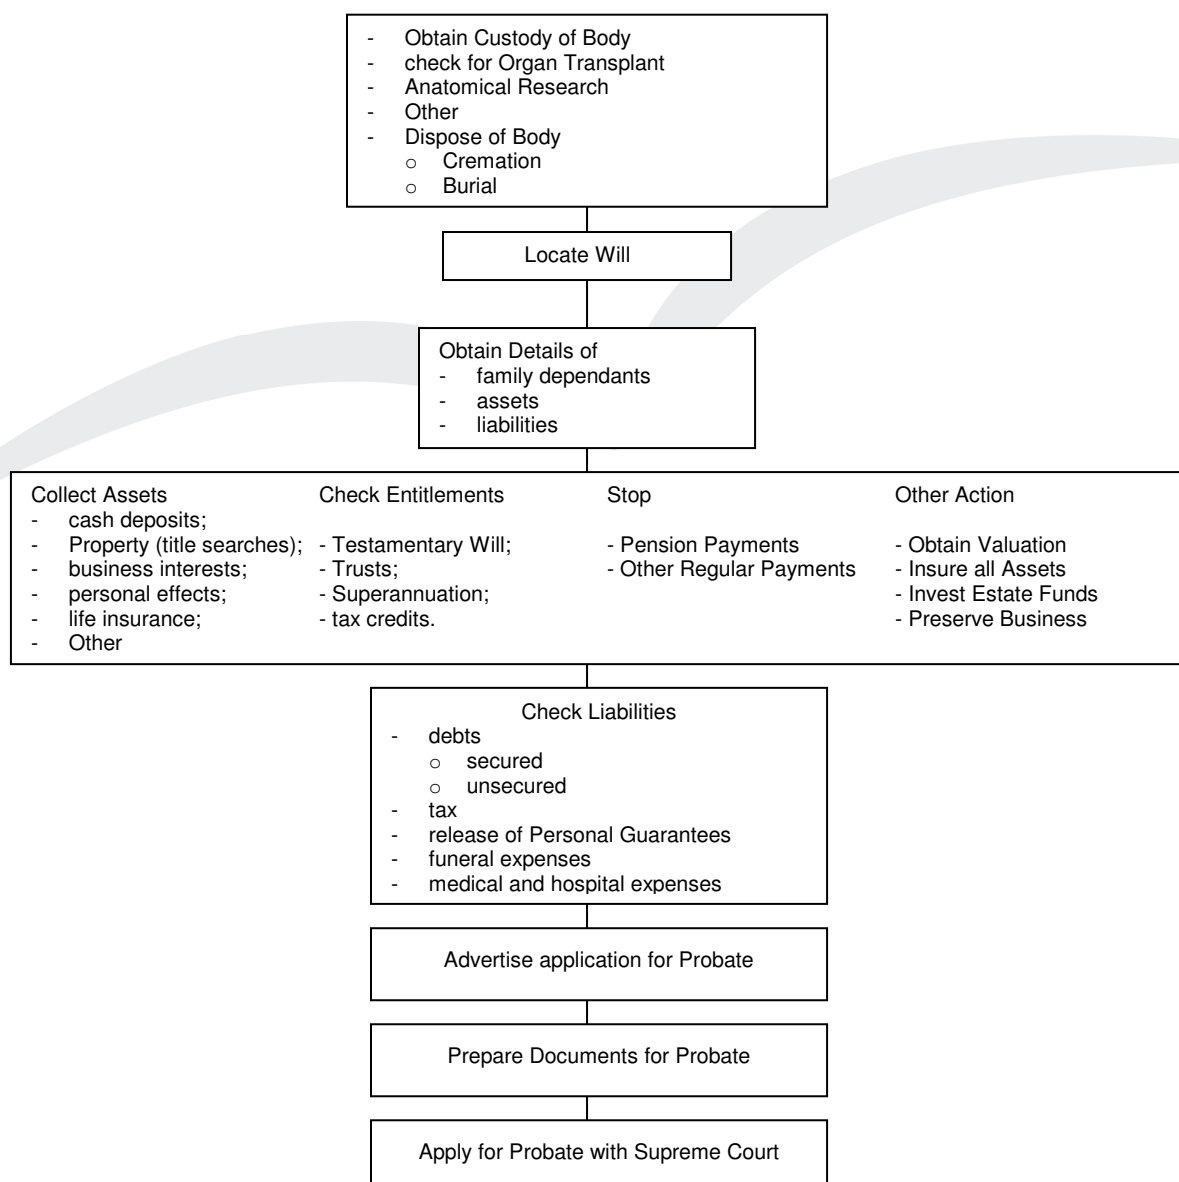 - Obtain Custody of Body
- check for Organ Transplant
- Anatomical Research
- Other
- Dispose of Body
o Cremation
o Burial
Locate Will
Obtain Details of
- family dependants
- assets
- liabilities
Collect Assets
- cash deposits;
- Property (title searches);
- business interests;
- personal effects;
- life insurance;
- Other
Check Entitlements
- Testamentary Will;
- Trusts;
- Superannuation;
- tax credits.
Stop
- Pension Payments
- Other Regular Payments
Other Action
- Obtain Valuation
- Insure all Assets
- Invest Estate Funds
- Preserve Business
Check Liabilities
- debts
o secured
o unsecured
- tax
- release of Personal Guarantees
- funeral expenses
- medical and hospital expenses
Advertise application for Probate
Prepare Documents for Probate
Apply for Probate with Supreme Court